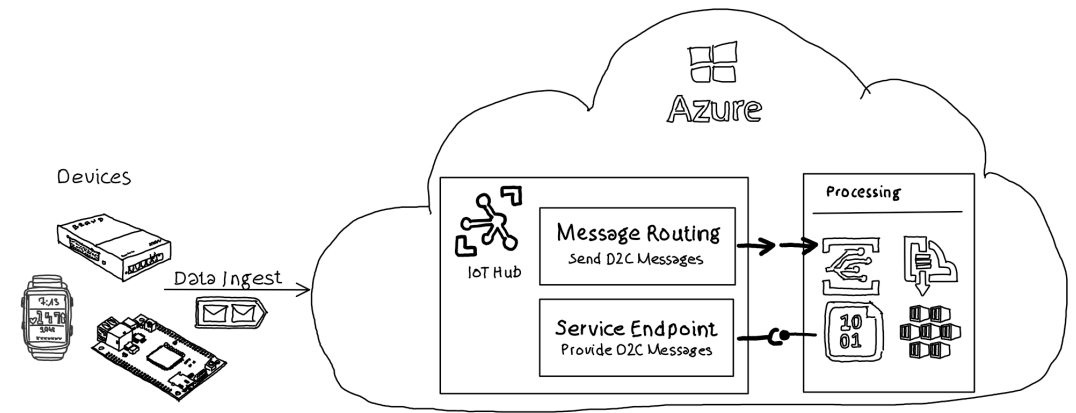 Azure
Devices
Data Ingest
IoT Hub
Message Routing
Send D2C Messages
Service Endpoint
Provide D2C Messages
Processing
10
01
7:13